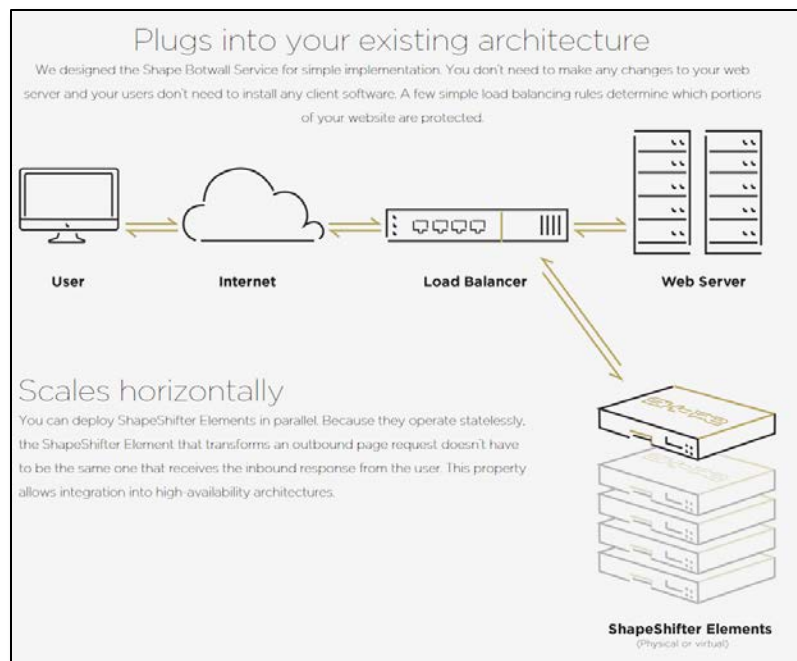 Plugs into your existing architecture
We designed the Shape Botwall Service for simple implementation. You don't need to make any changes to your web
server and your users don't need to install any client software. A few simple load balancing rules determine which portions
of your website are protected.
User
Internet
Load Balancer
Web Server
Scales horizontally
You can deploy ShapeShifter Elements in parallel. Because they operate statelessly,
the ShapeShifter Element that transforms an outbound page request doesn't have
to be the same one that receives the inbound response from the user. This property
allows integration into high-availability architectures.
ShapeShifter Elements
(Physical or virtual)